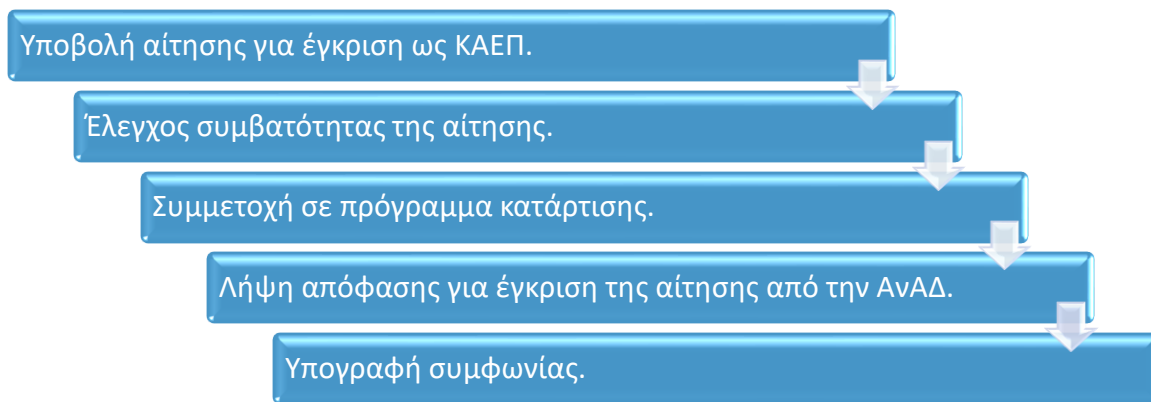 Υποβολή αίτησης για έγκριση ως ΚΑΕΠ.
Έλεγχος συμβατότητας της αίτησης.
Συμμετοχή σε πρόγραμμα κατάρτισης.
Λήψη απόφασης για έγκριση της αίτησης από την ΑνΑΔ.
Υπογραφή συμφωνίας.